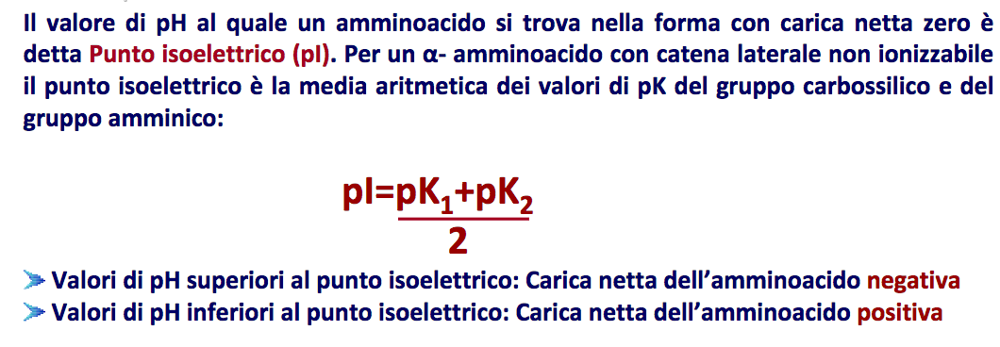 Il valore di pH al quale un amminoacido si trova nella forma con carica netta zero è
detta Punto isoelettrico (pI). Per un α- amminoacido con catena laterale non ionizzabile
il punto isoelettrico è la media aritmetica dei valori di pK del gruppo carbossilico e del
gruppo amminico:
pI=pK₁+pK₂
2
➢ Valori di pH superiori al punto isoelettrico: Carica netta dell’amminoacido negativa
➢ Valori di pH inferiori al punto isoelettrico: Carica netta dell’amminoacido positiva